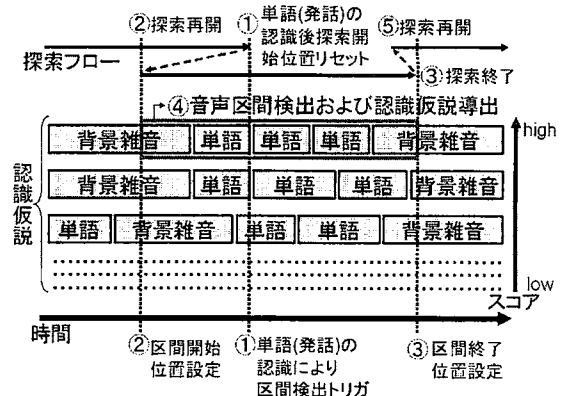 ②探索再開
①単語(発話)の
認識後探索開
始位置リセット
⑤探索再開
探索フロー
③探索終了
④音声区間検出および認識仮説導出
high
背景雑音 単語 単語 単語 背景雑音
認識仮説
背景雑音 単語 単語 単語 背景雑音
単語 背景雑音 単語 単語 背景雑音
low
スコア
時間
②区間開始
位置設定
①単語(発話)の
認識により
区間検出トリガ
③区間終了
位置設定